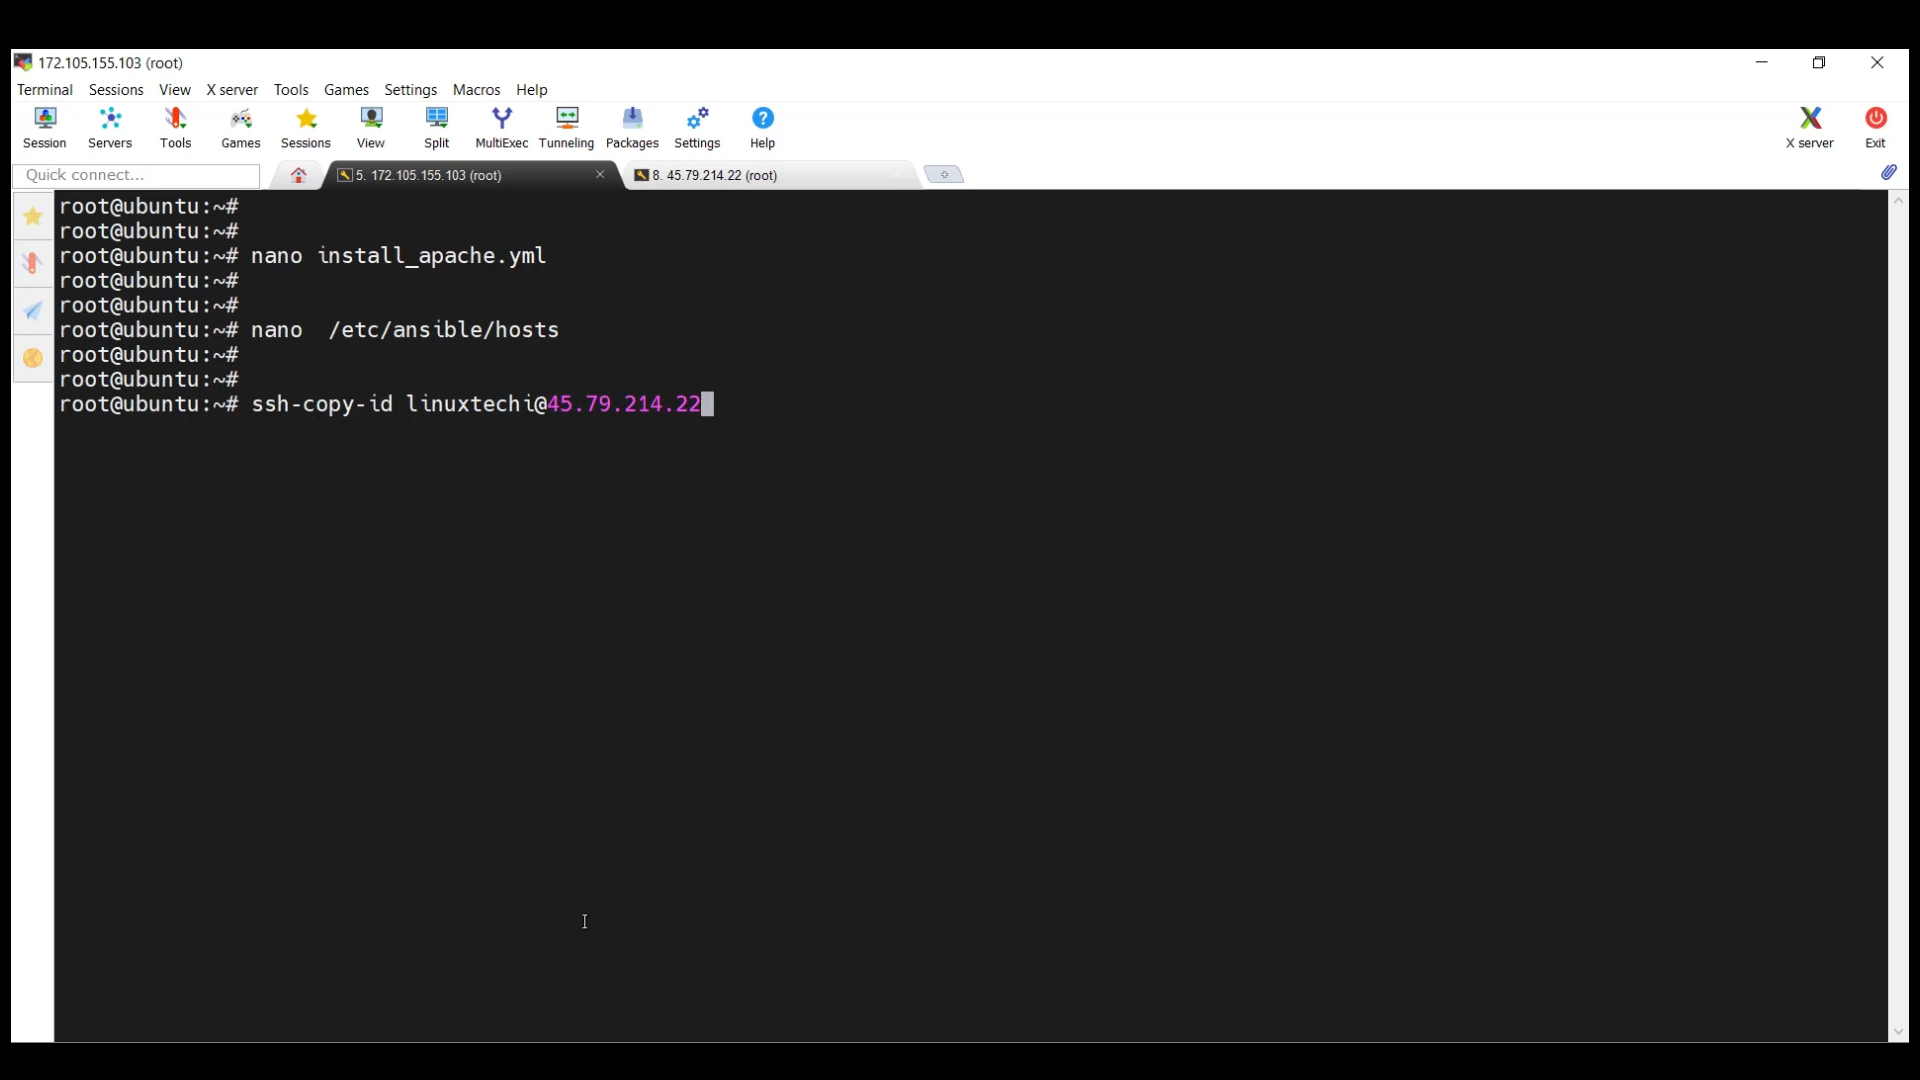 172.105.155.103 (root)
Terminal Sessions View X server Tools Games Settings Macros Help
Session Servers Tools Games Sessions View Split MultiExec Tunneling Packages Settings Help X server Exit
Quick connect... 5. 172.105.155.103 (root) 8. 45.79.214.22 (root)
root@ubuntu:~#
root@ubuntu:~#
root@ubuntu:~# nano install_apache.yml
root@ubuntu:~#
root@ubuntu:~#
root@ubuntu:~# nano  /etc/ansible/hosts
root@ubuntu:~#
root@ubuntu:~#
root@ubuntu:~# ssh-copy-id linuxtechi@45.79.214.22